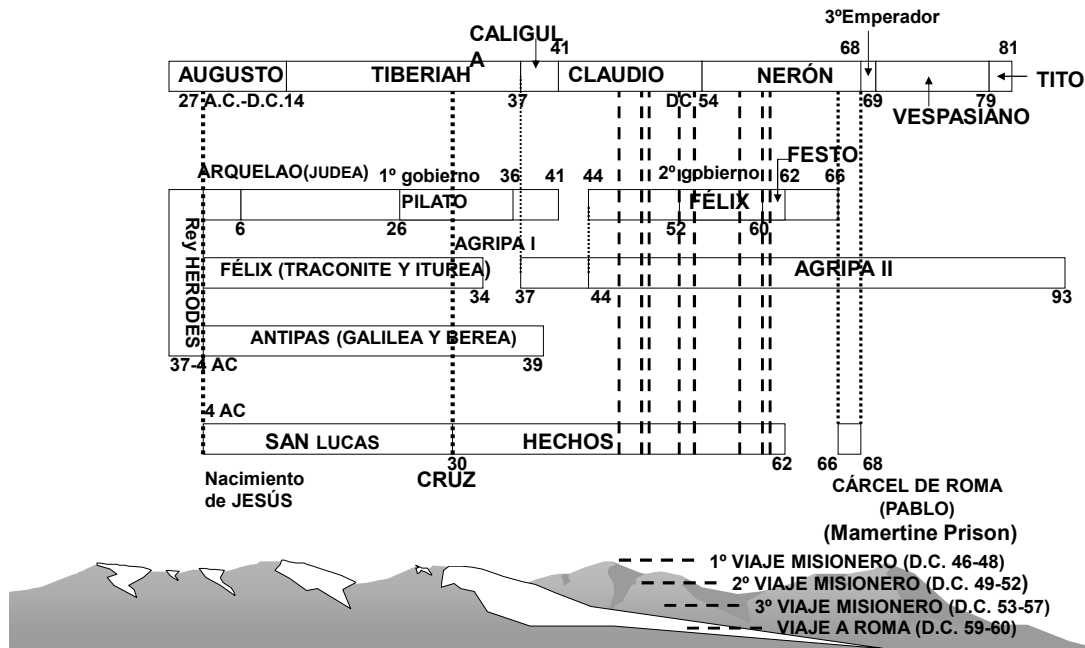 3ºEmperador
CALIGUL
A
41
68
81
AUGUSTO
TIBERIAH
CLAUDIO
NERÓN
TITO
27 A.C.-D.C.14
37
DC 54
69
79
VESPASIANO
FESTO
ARQUELAO(JUDEA)
1º gobierno
36
41
44
2º gobierno
62
66
PILATO
FÉLIX
6
26
52
60
Rey HERODES
AGRIPA I
FÉLIX (TRACONITE Y ITUREA)
AGRIPA II
34
37
44
93
ANTIPAS (GALILEA Y BEREA)
37-4 AC
39
4 AC
SAN LUCAS
HECHOS
30
62
66
68
Nacimiento
de JESÚS
CRUZ
CÁRCEL DE ROMA
(PABLO)
(Mamertine Prison)
1º VIAJE MISIONERO (D.C. 46-48)
2º VIAJE MISIONERO (D.C. 49-52)
3º VIAJE MISIONERO (D.C. 53-57)
VIAJE A ROMA (D.C. 59-60)